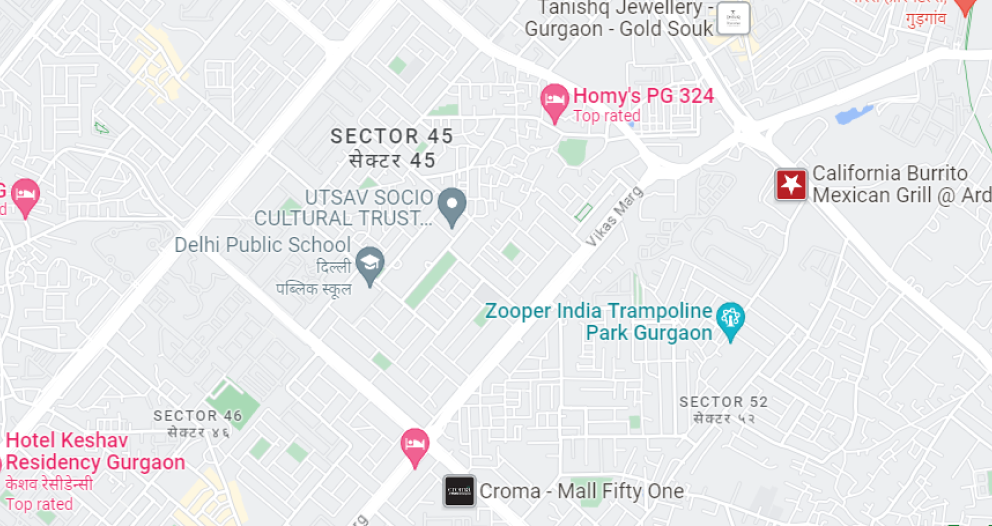 Tanishq Jewellery -
Gurgaon - Gold Souk
गुड़गांव
Homy's PG 324
Top rated
SECTOR 45
सेक्टर 45
California Burrito
Mexican Grill @ Ard
UTSAV SOCIO
CULTURAL TRUST...
Vikas Marg
Delhi Public School
दिल्ली
पब्लिक स्कूल
Zooper India Trampoline
Park Gurgaon
SECTOR 46
सेक्टर ४६
SECTOR 52
सेक्टर ५२
Hotel Keshav
Residency Gurgaon
केशव रेसीडेन्सी
Top rated
croma
Croma - Mall Fifty One